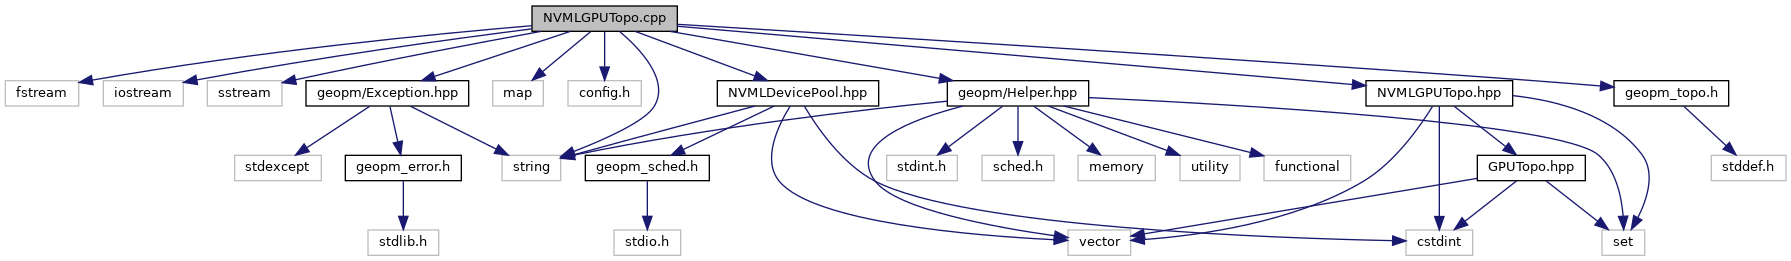 NVMLGPUTopo.cpp
fstream
iostream
sstream
geopm/Exception.hpp
map
config.h
NVMLDevicePool.hpp
geopm/Helper.hpp
NVMLGPUTopo.hpp
geopm_topo.h
stdexcept
geopm_error.h
string
geopm_sched.h
stdint.h
sched.h
memory
utility
functional
GPUTopo.hpp
stddef.h
stdlib.h
stdio.h
vector
cstdint
set